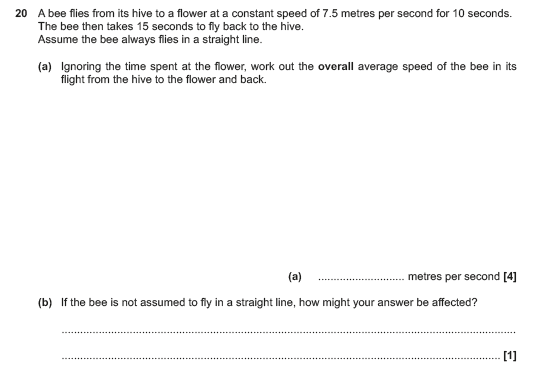 20 A bee flies from its hive to a flower at a constant speed of 7.5 metres per second for 10 seconds.
The bee then takes 15 seconds to fly back to the hive.
Assume the bee always flies in a straight line.
(a) Ignoring the time spent at the flower, work out the overall average speed of the bee in its
flight from the hive to the flower and back.
(a) ........................... metres per second [4]
(b) If the bee is not assumed to fly in a straight line, how might your answer be affected?
....................................................................................................................................................
.............................................................................................................................................. [1]